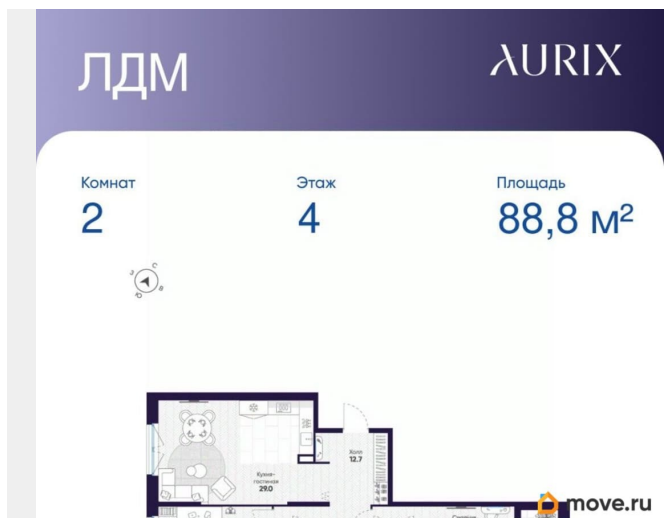 ЛДМ
AURIX
Комнат
Этаж
Площадь
2
4
88,8 м²
С
З
В
Ю
Холл
12.7
Кухня-
гостиная
29.0
move.ru